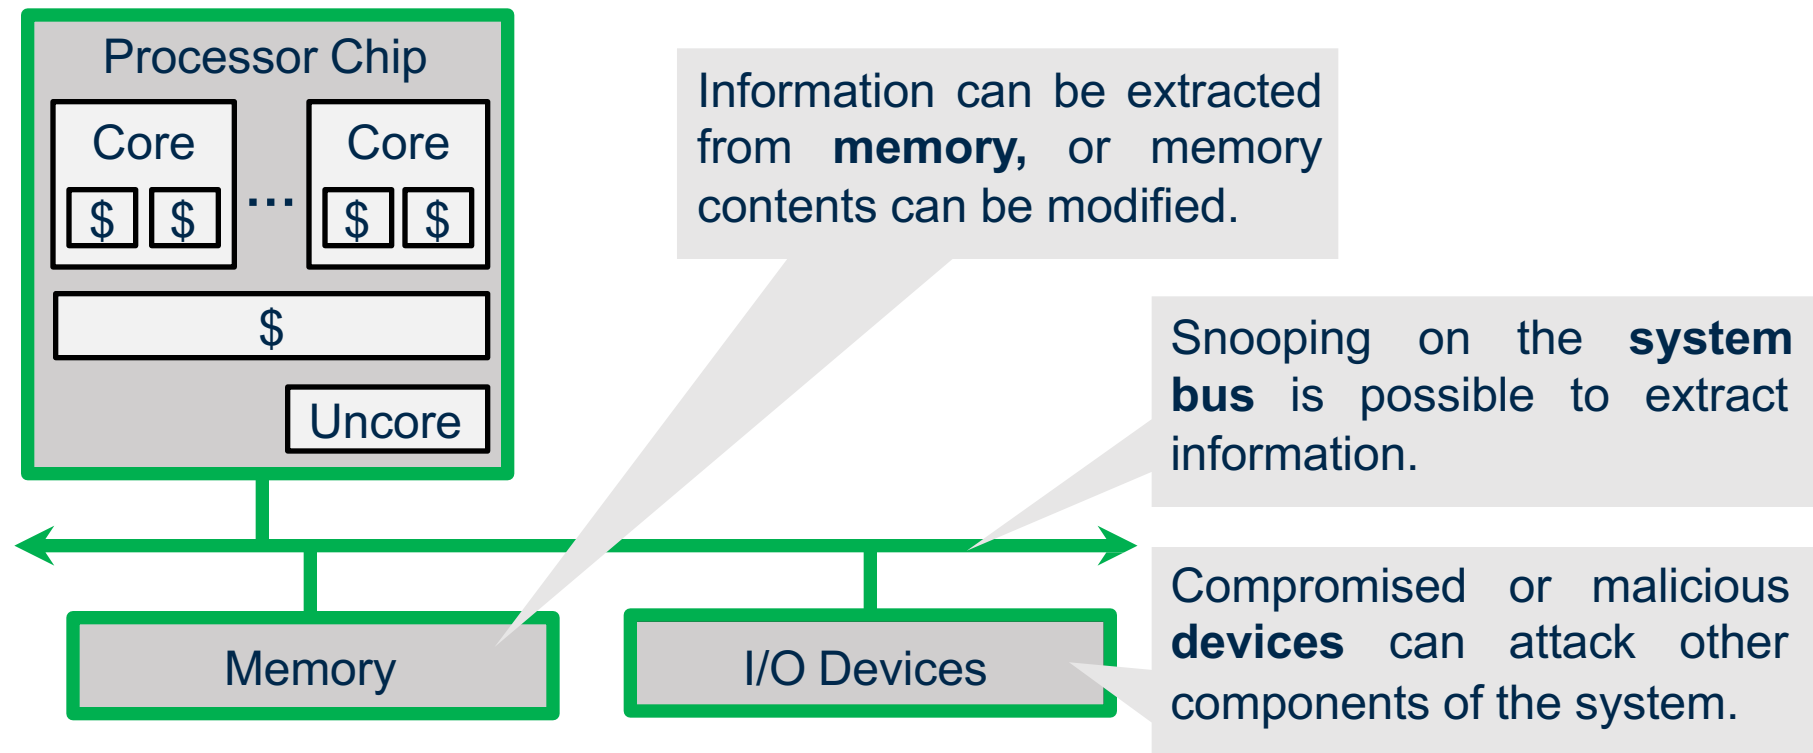 Processor Chip
Core
Core
$
$
...
$
$
$
Uncore
Memory
I/O Devices
Information can be extracted
from memory, or memory
contents can be modified.
Snooping on the system
bus is possible to extract
information.
Compromised or malicious
devices can attack other
components of the system.